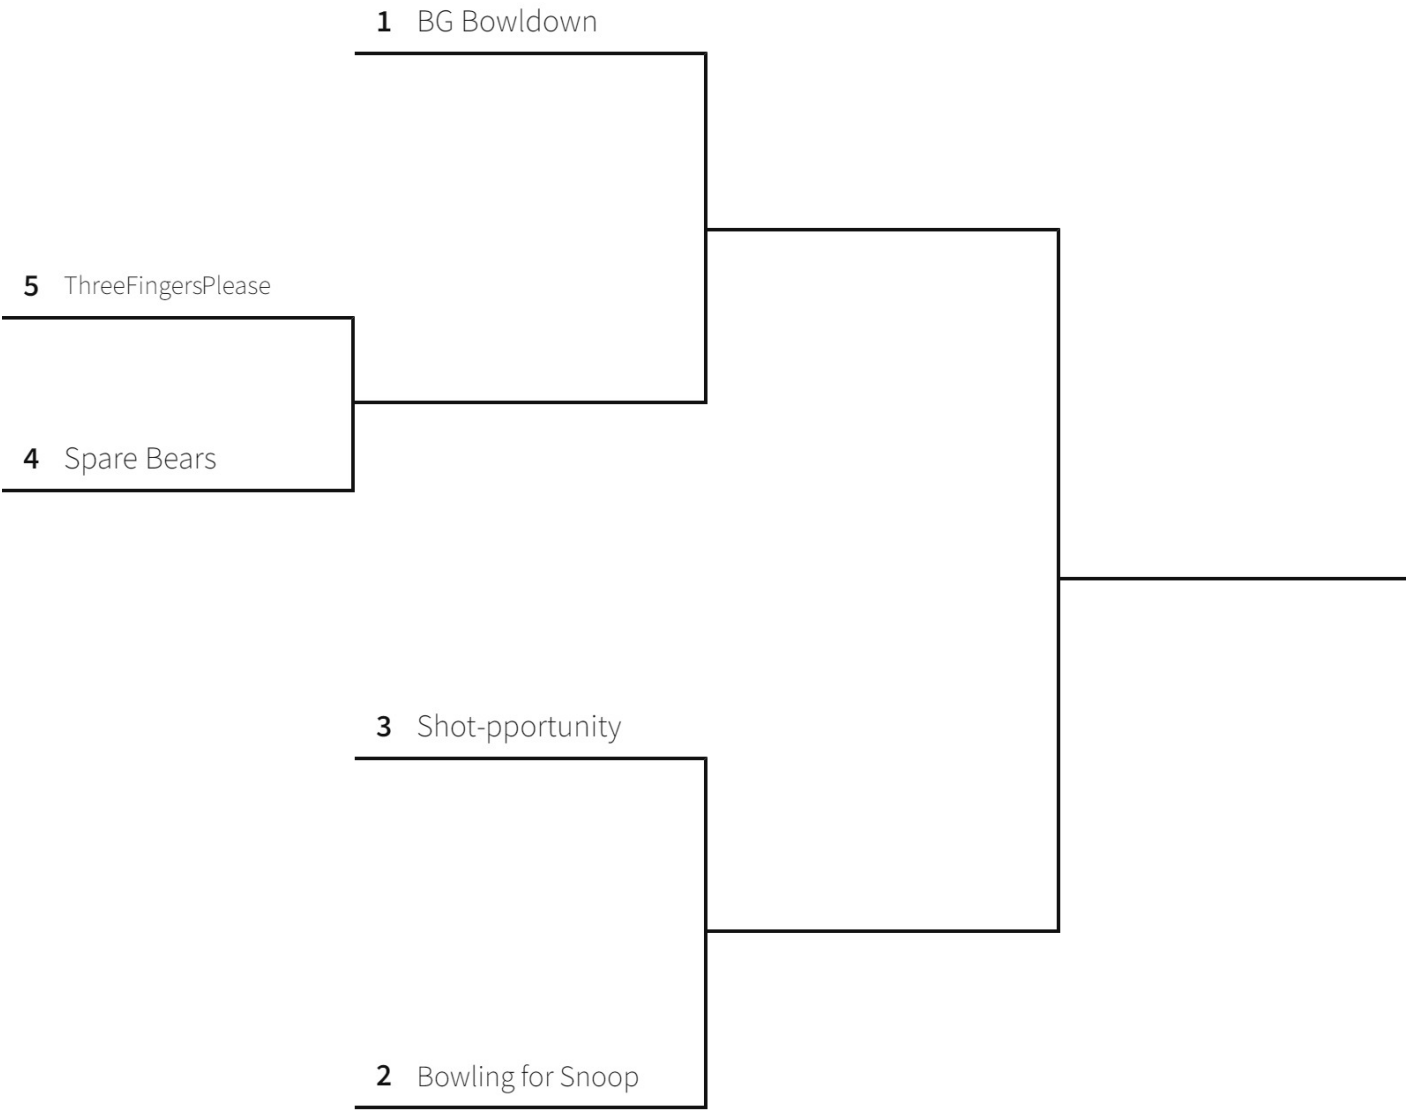 1 BG Bowldown
5 ThreeFingersPlease
4 Spare Bears
3 Shot-pportunity
2 Bowling for Snoop